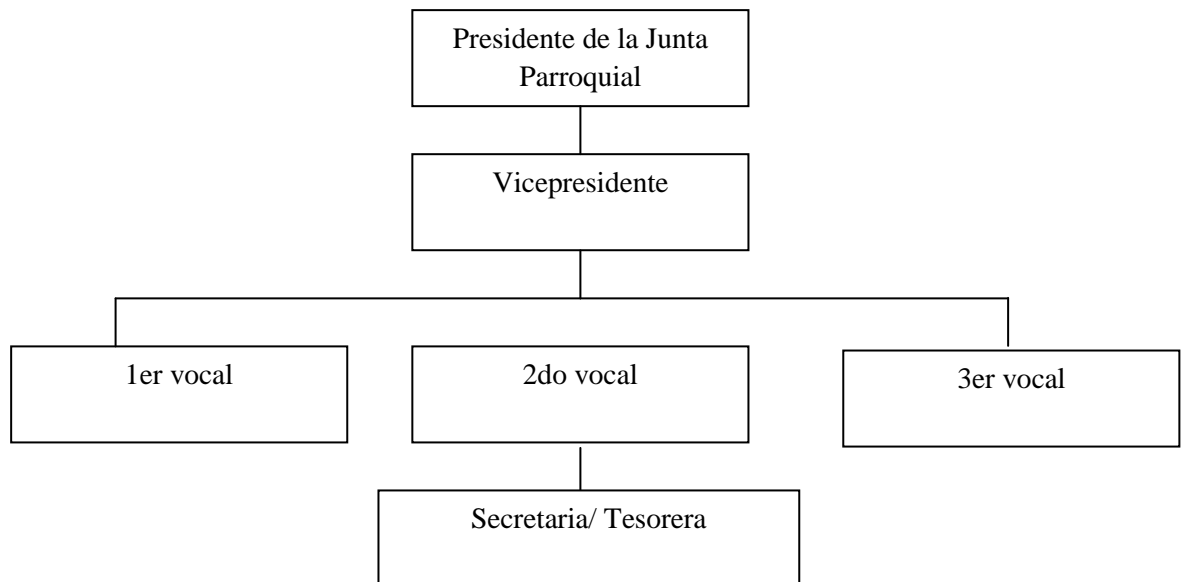 Presidente de la Junta
Parroquial
Vicepresidente
1er vocal
2do vocal
3er vocal
Secretaria/ Tesorera